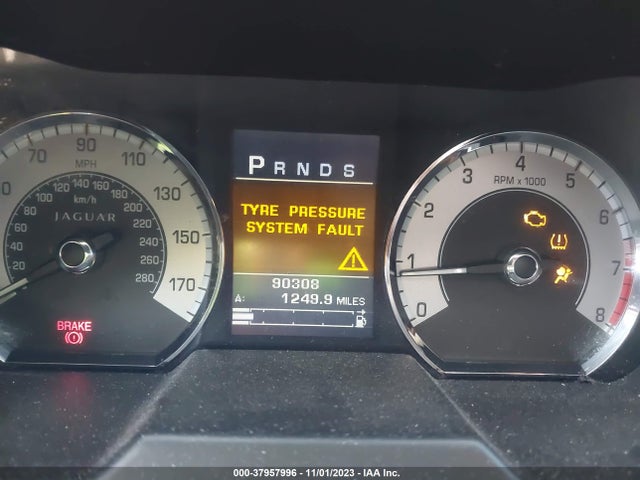 70 90 110 130 150 170
MPH
20 40 60 80 100 120 140 160 180 200 220 240 260 280
km/h
JAGUAR
BRAKE
P R N D S
TYRE PRESSURE
SYSTEM FAULT
90308
A: 1249.9 MILES
0 1 2 3 4 5 6 7 8
RPM x 1000
000-37957996 - 11/01/2023 - IAA Inc.